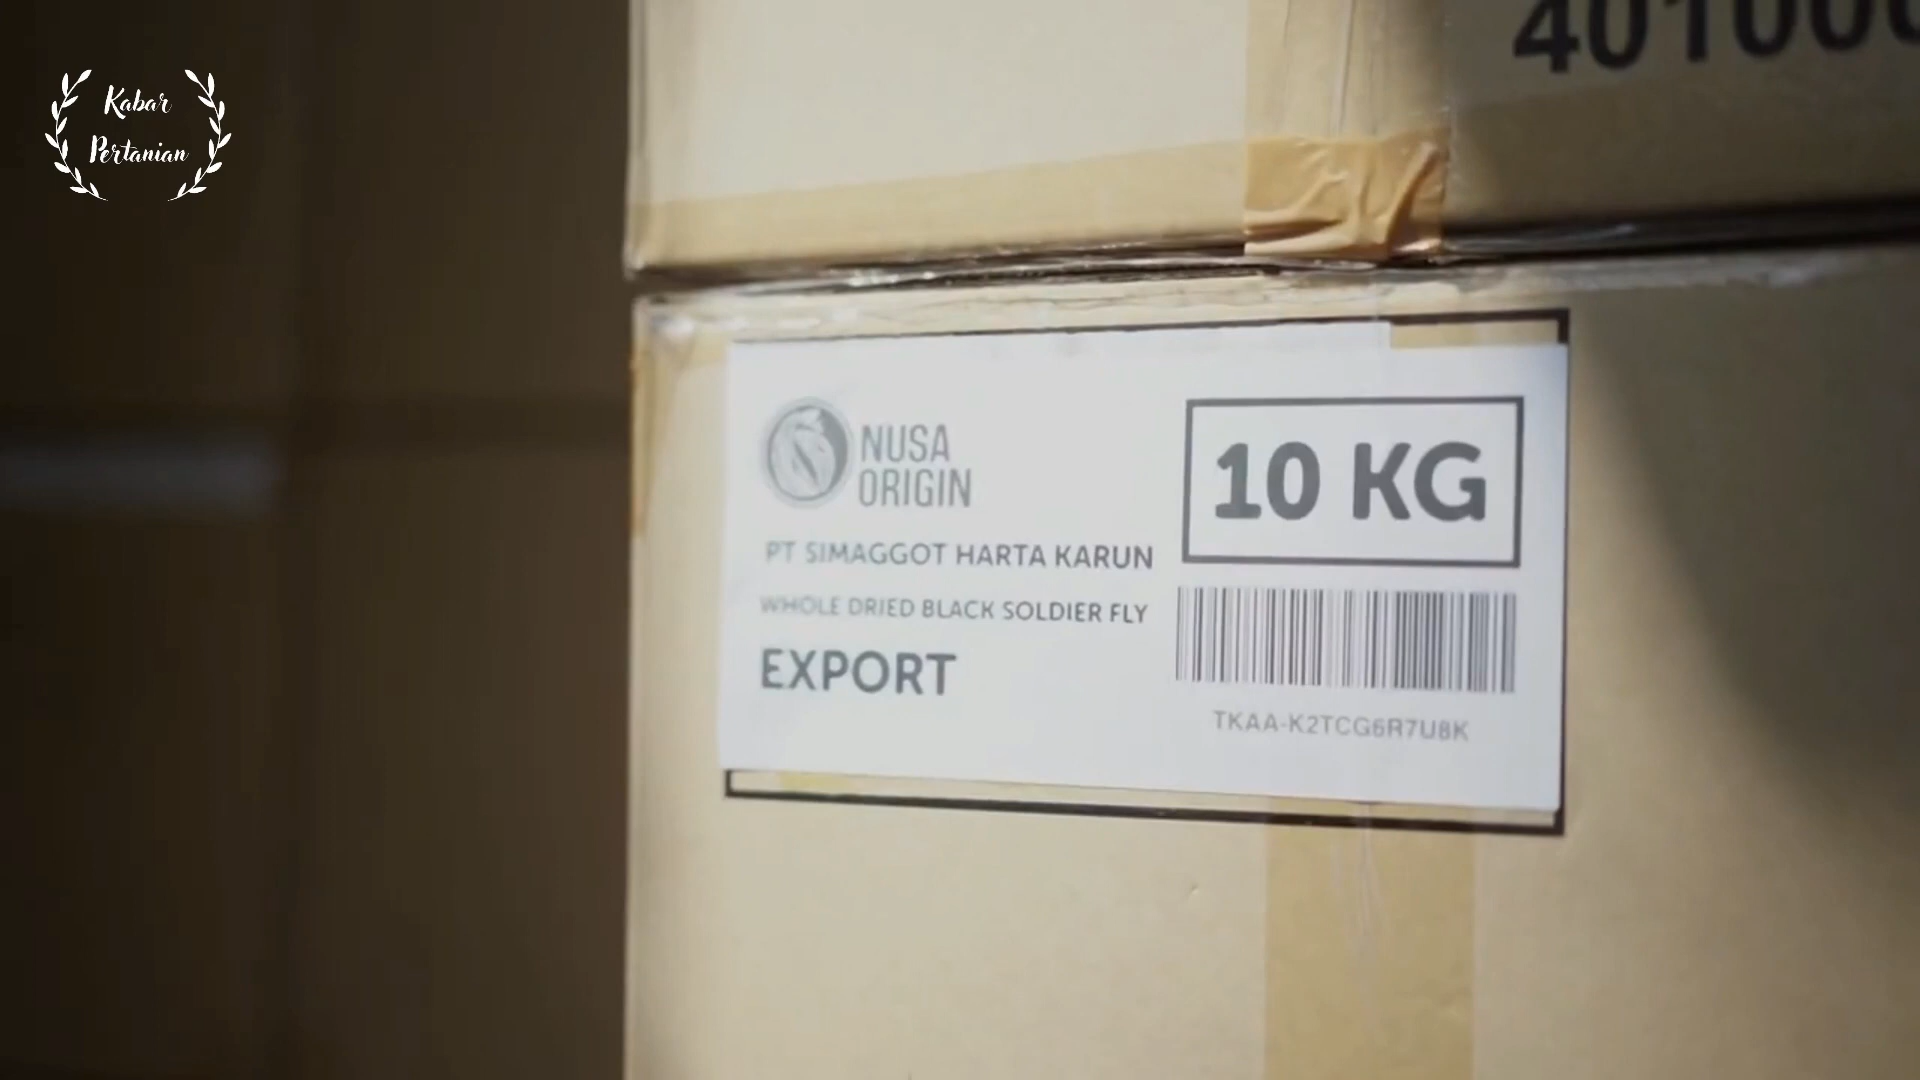 Kabar
Pertanian
NUSA
ORIGIN
10 KG
PT SIMAGGOT HARTA KARUN
WHOLE DRIED BLACK SOLDIER FLY
EXPORT
TKAA-K2TCG6R7U8K